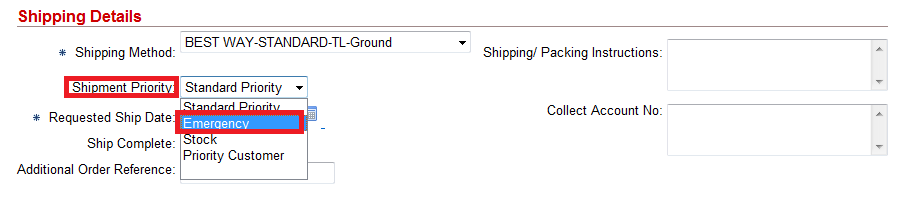 Shipping Details
* Shipping Method: BEST WAY-STANDARD-TL-Ground
Shipping/ Packing Instructions:
Shipment Priority: Standard Priority
Standard Priority
Emergency
Stock
Priority Customer
* Requested Ship Date:
Collect Account No:
Ship Complete:
Additional Order Reference: